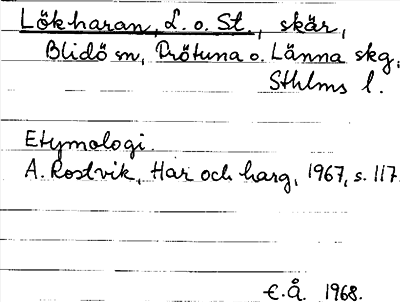 Lökharan, L. o. St., skär,
Blidö sn, Frötuna o. Länna skg,
Sthlms l.
Etymologi.
A. Rostvik, Har och harg, 1967, s. 117.
E.Å. 1968.